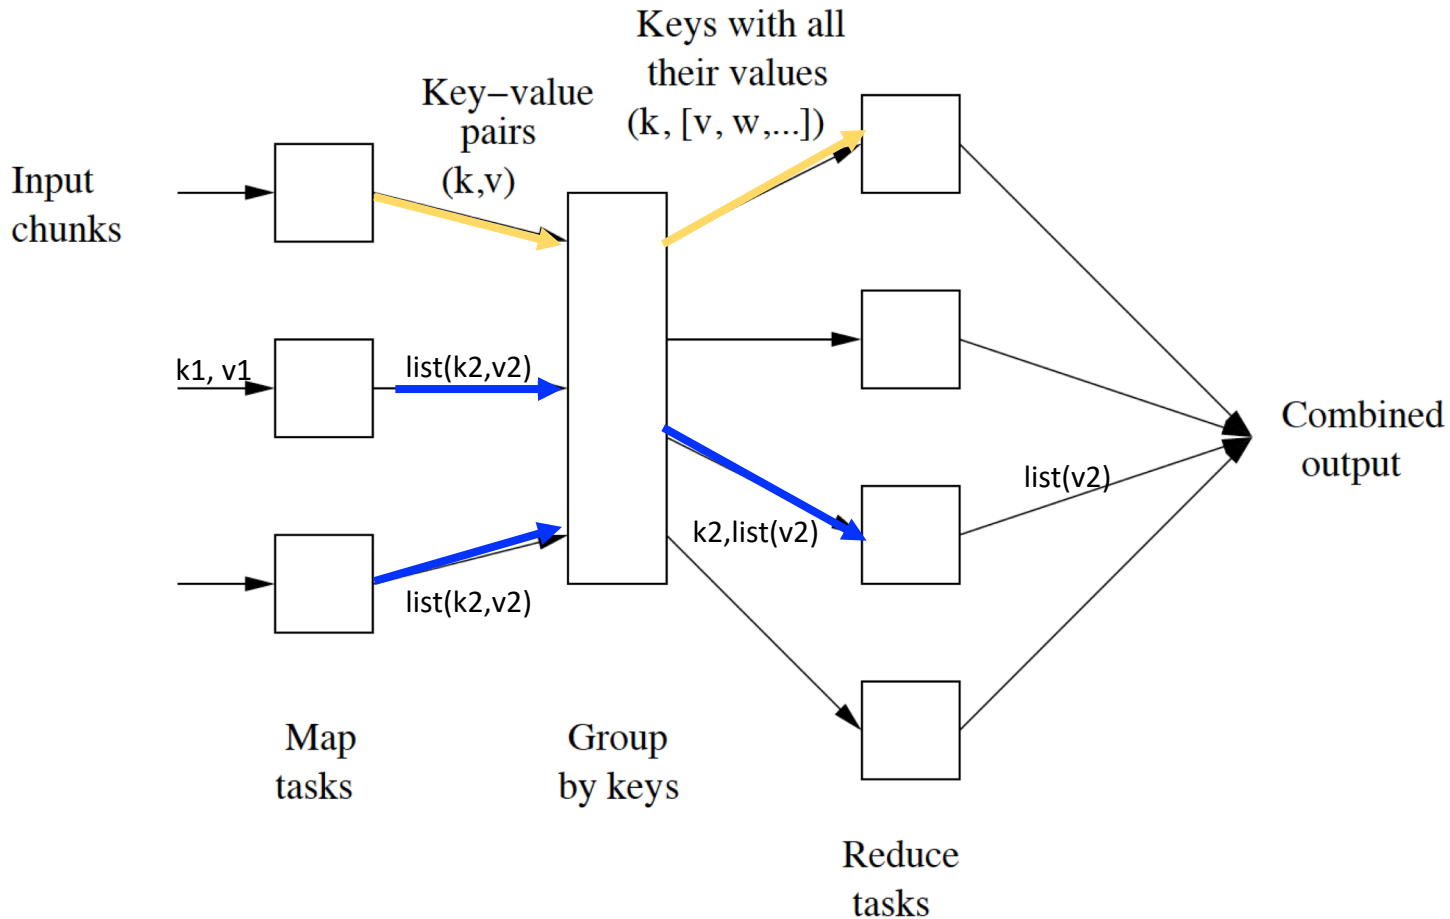 Keys with all
their values
(k, [v, w,...])
Key−value
pairs
(k,v)
Input
chunks
k1, v1
list(k2,v2)
list(k2,v2)
k2,list(v2)
list(v2)
Combined
output
Map
tasks
Group
by keys
Reduce
tasks